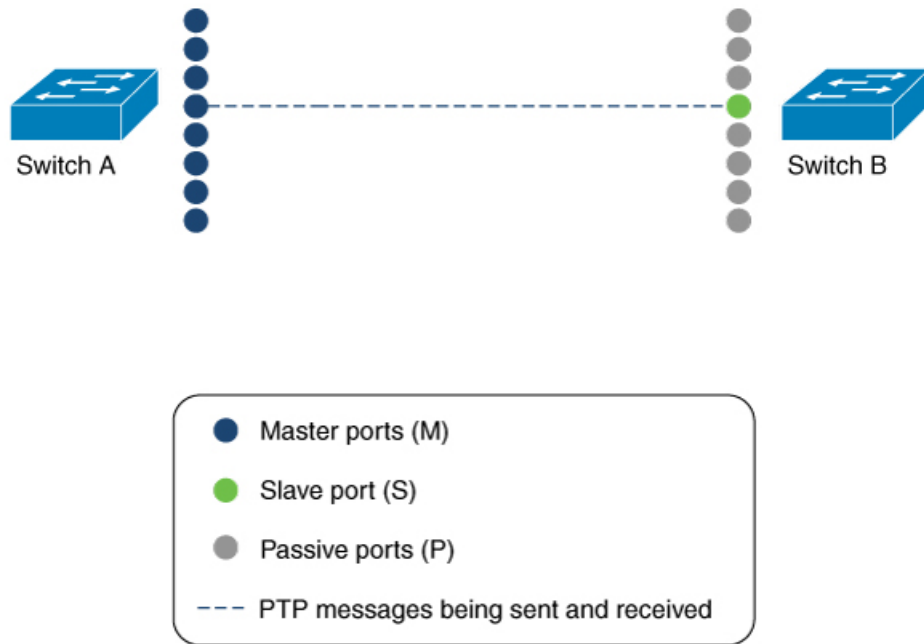 Switch A
Switch B
Master ports (M)
Slave port (S)
Passive ports (P)
PTP messages being sent and received